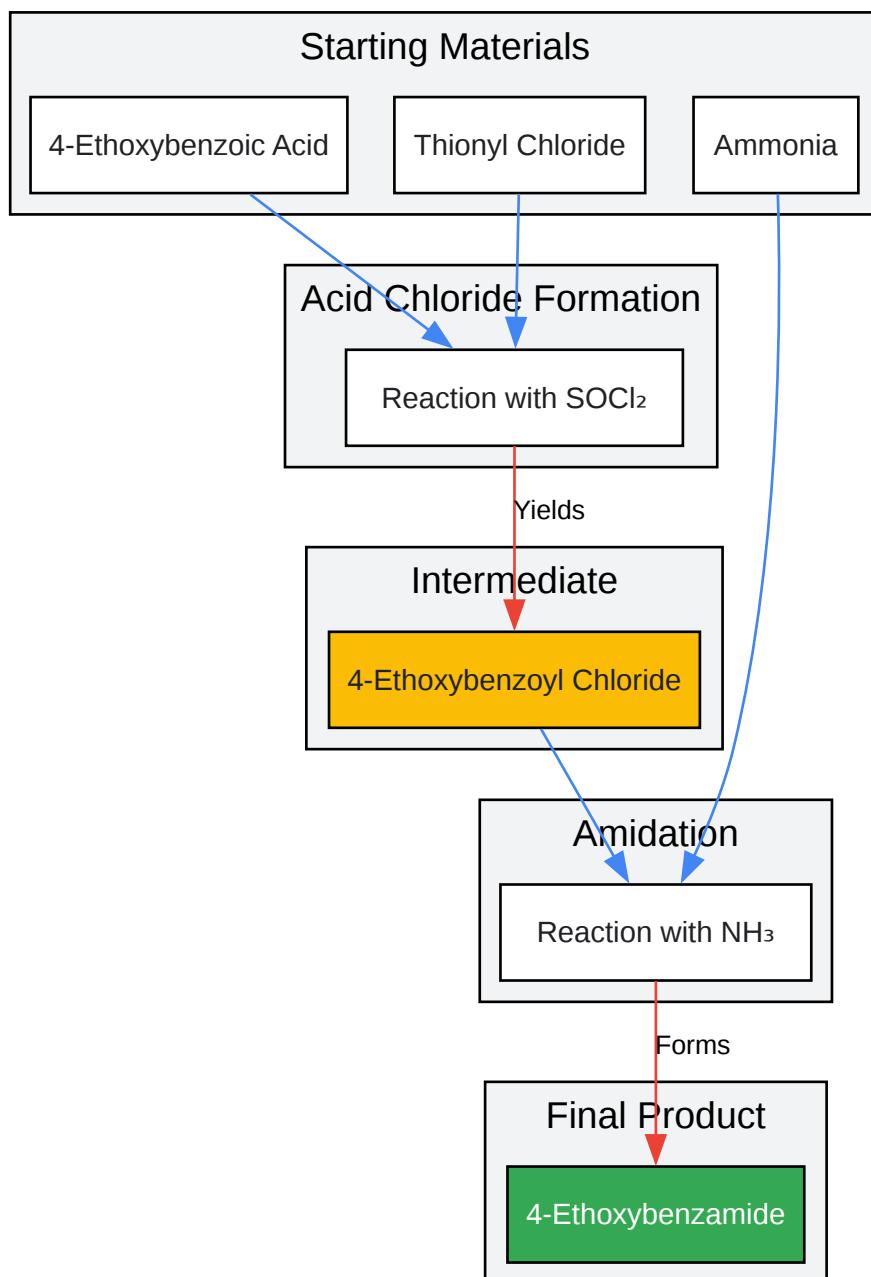 Starting Materials
4-Ethoxybenzoic Acid
Thionyl Chloride
Ammonia
Acid Chloride Formation
Reaction with SOCl₂
Yields
Intermediate
4-Ethoxybenzoyl Chloride
Amidation
Reaction with NH₃
Forms
Final Product
4-Ethoxybenzamide